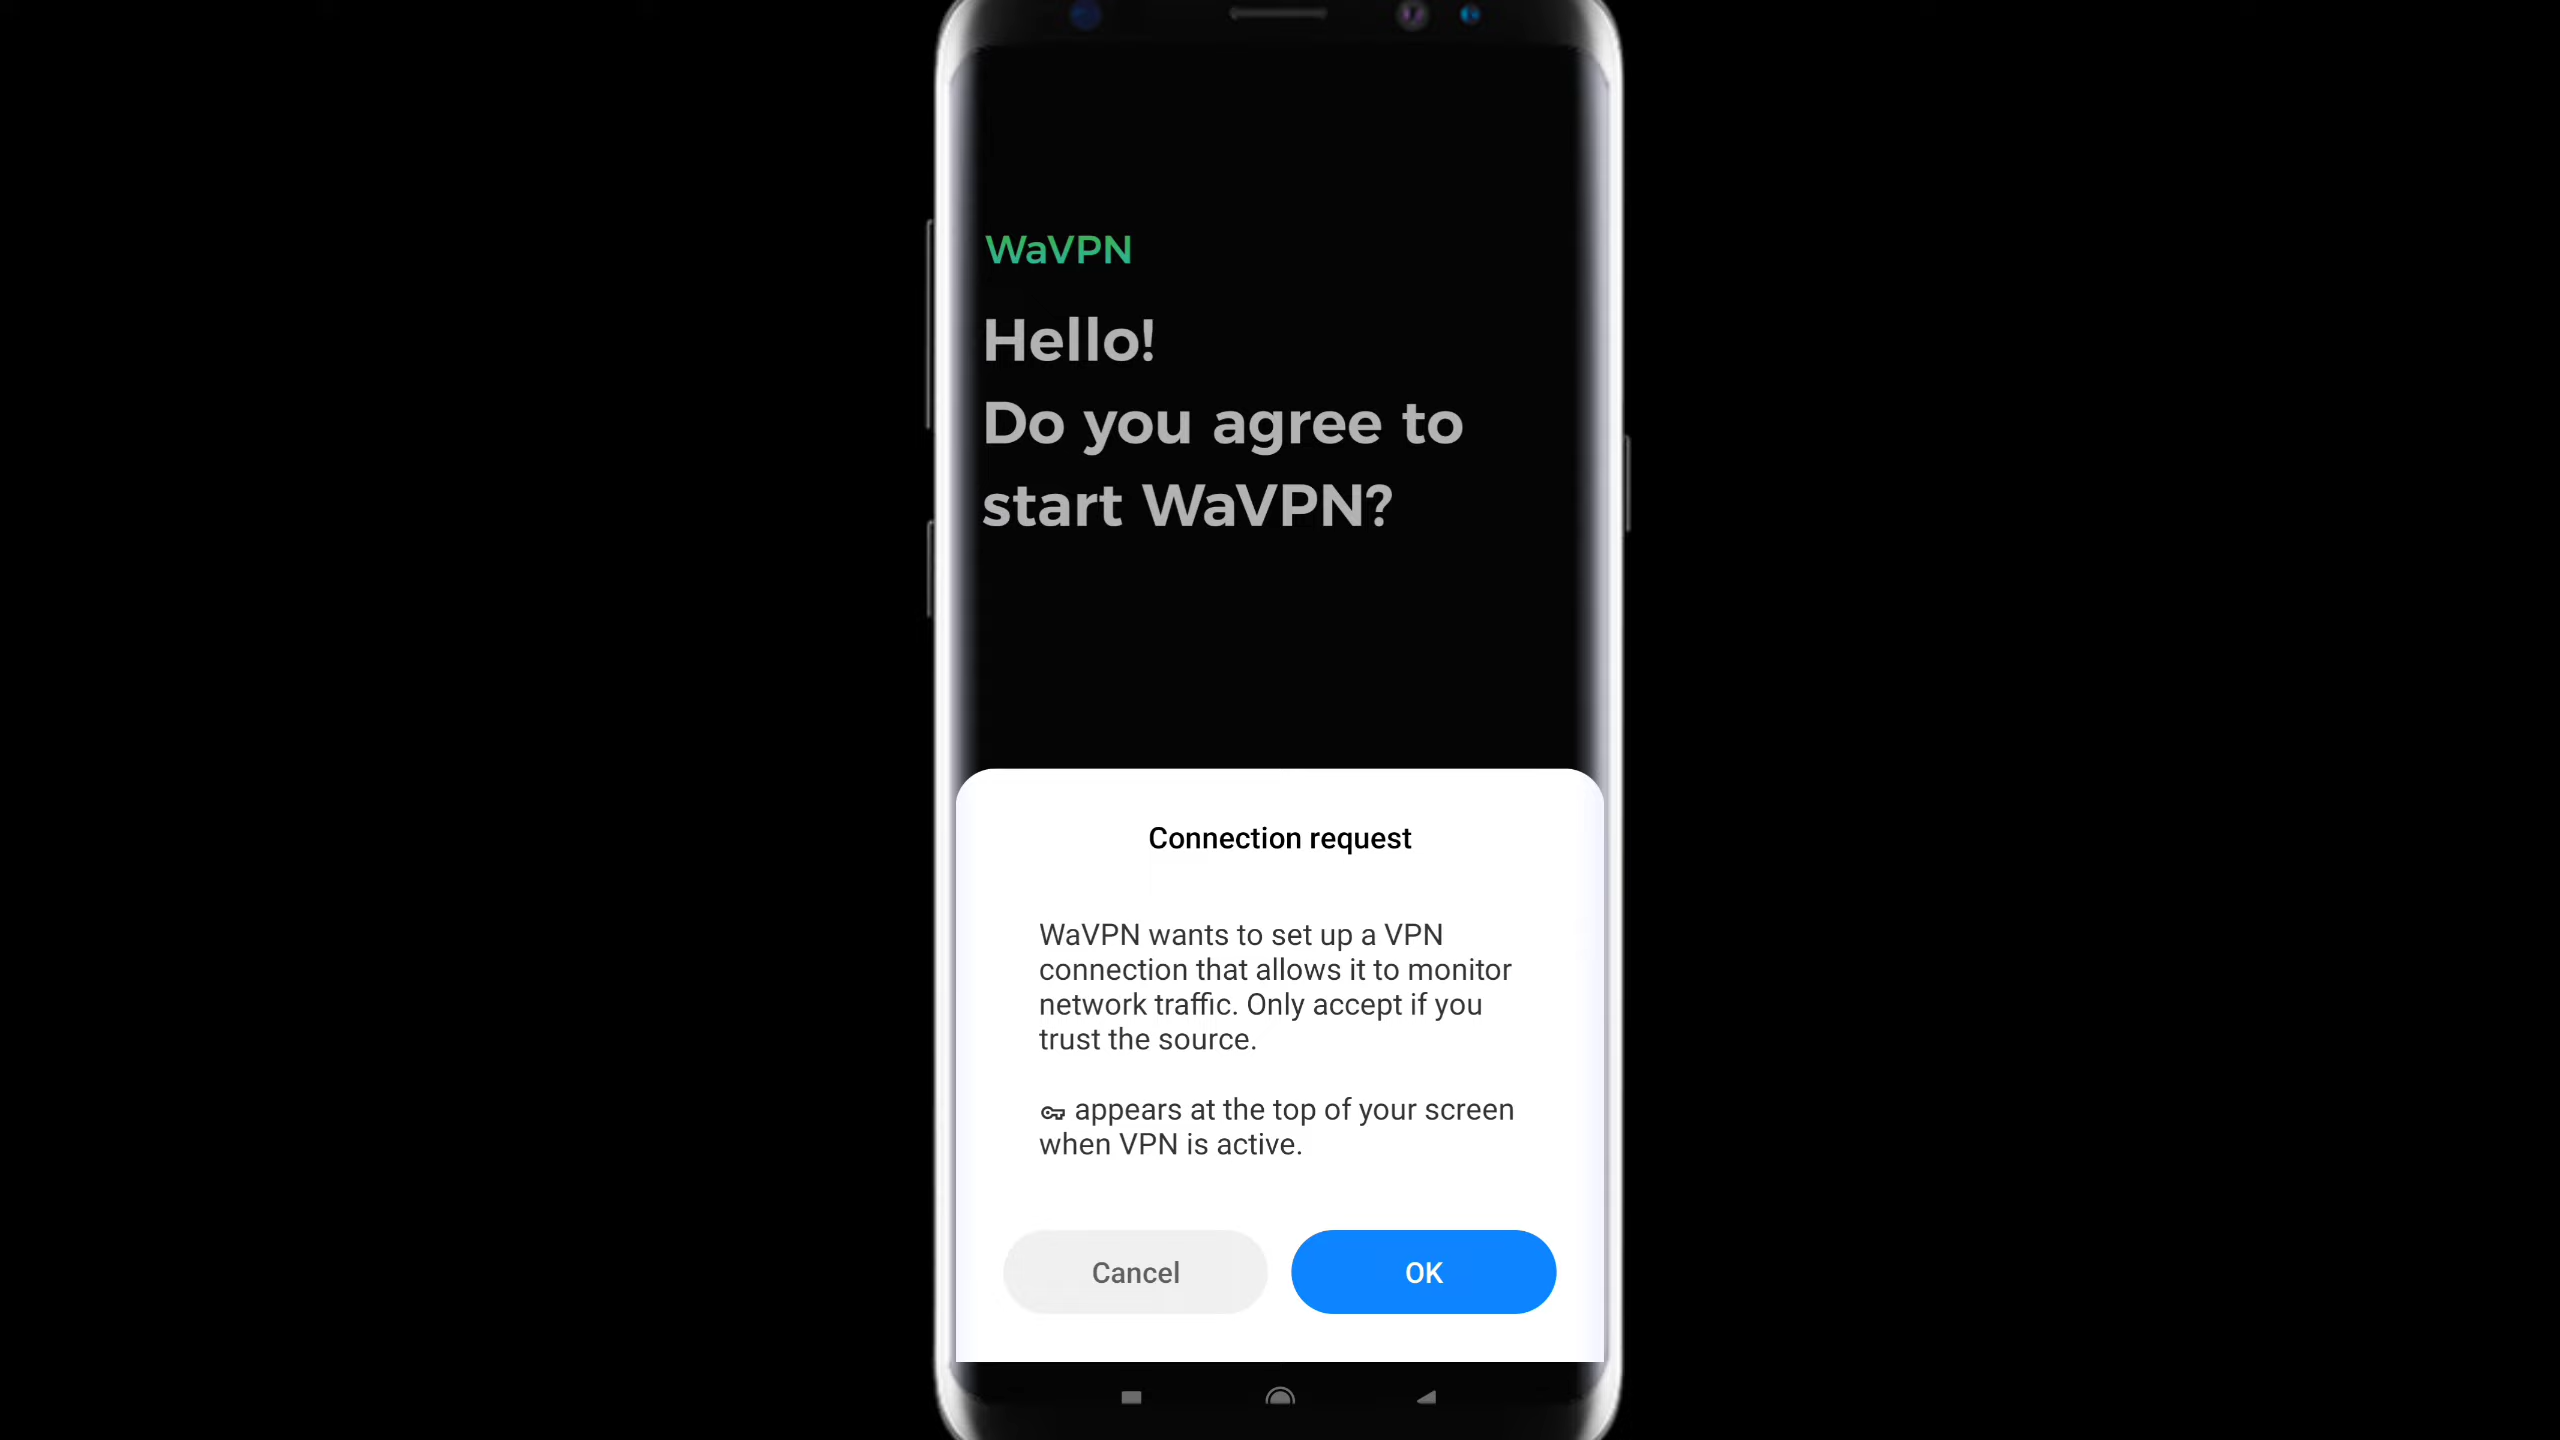 WaVPN
Hello!
Do you agree to
start WaVPN?
Connection request
WaVPN wants to set up a VPN
connection that allows it to monitor
network traffic. Only accept if you
trust the source.
appears at the top of your screen
when VPN is active.
Cancel
OK